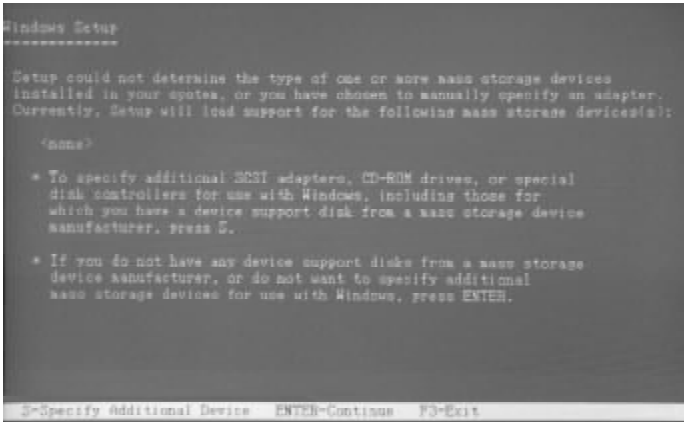 Windows Setup
=============
Setup could not determine the type of one or more mass storage devices
installed in your system, or you have chosen to manually specify an adapter.
Currently, Setup will load support for the following mass storage devices(s):
<none>
* To specify additional SCSI adapters, CD-ROM drives, or special
disk controllers for use with Windows, including those for
which you have a device support disk from a mass storage device
manufacturer, press S.
* If you do not have any device support disks from a mass storage
device manufacturer, or do not want to specify additional
mass storage devices for use with Windows, press ENTER.
S=Specify Additional Device ENTER=Continue F3=Exit